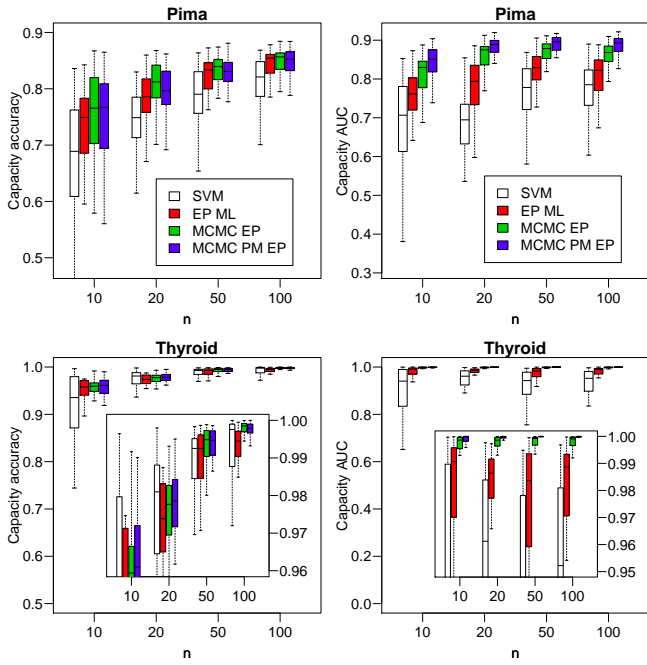 Pima
Capacity accuracy
0.9
0.8
0.7
0.6
0.5
SVM
EP ML
MCMC EP
MCMC PM EP
10
20
50
100
n
Pima
Capacity AUC
0.9
0.8
0.7
0.6
0.5
0.4
0.3
SVM
EP ML
MCMC EP
MCMC PM EP
10
20
50
100
n
Thyroid
Capacity accuracy
1.0
0.9
0.8
0.7
0.6
0.5
1.00
0.99
0.98
0.97
0.96
10
20
50
100
10
20
50
100
n
Thyroid
Capacity AUC
1.0
0.8
0.6
0.4
0.2
0.0
1.00
0.99
0.98
0.97
0.96
0.95
10
20
50
100
10
20
50
100
n